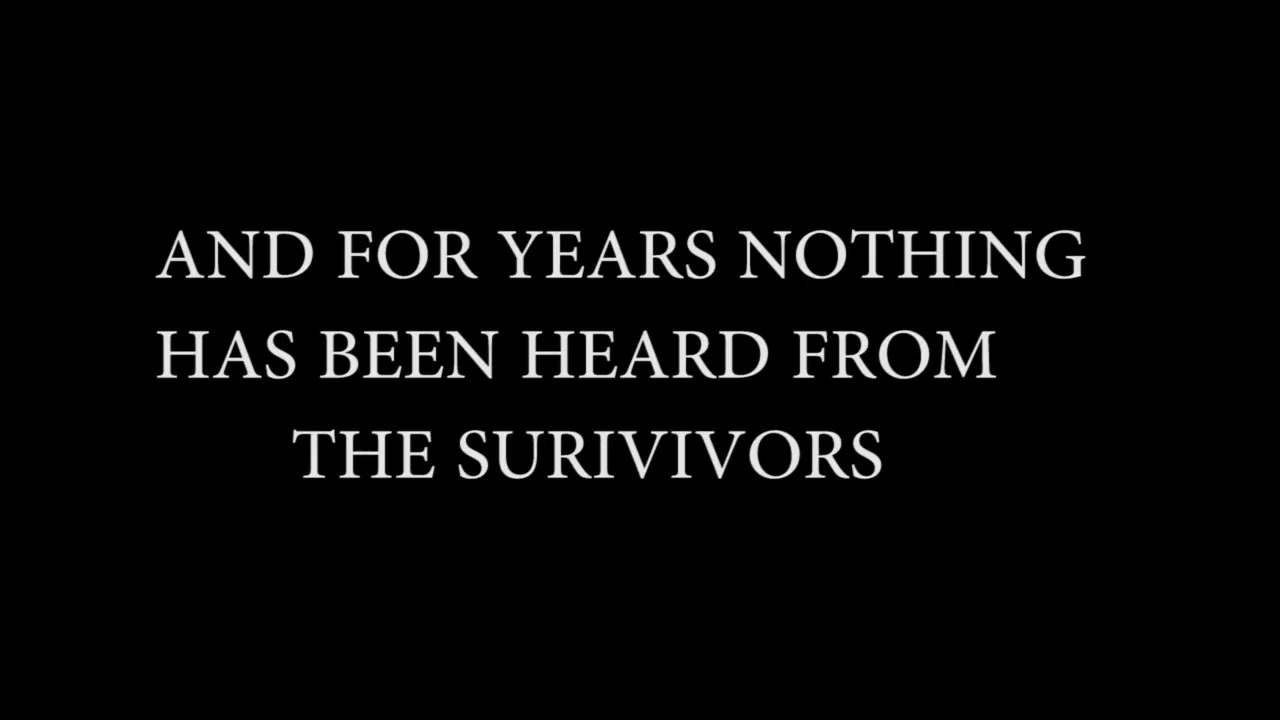 AND FOR YEARS NOTHING
HAS BEEN HEARD FROM
THE SURIVIVORS